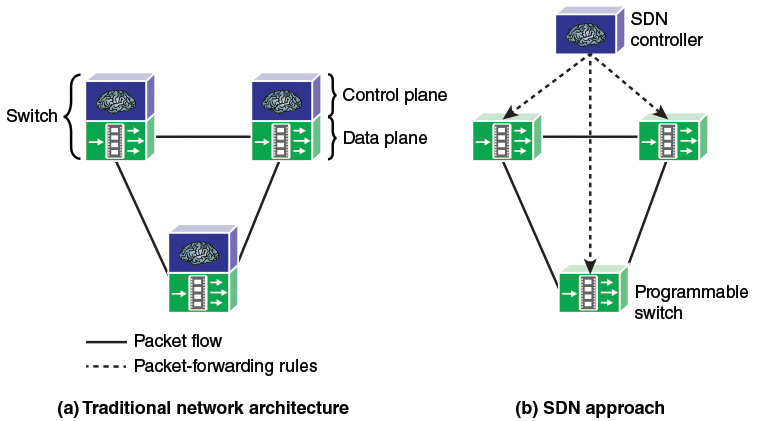 SDN
controller
Switch
Control plane
Data plane
Programmable
switch
Packet flow
Packet-forwarding rules
(a) Traditional network architecture
(b) SDN approach